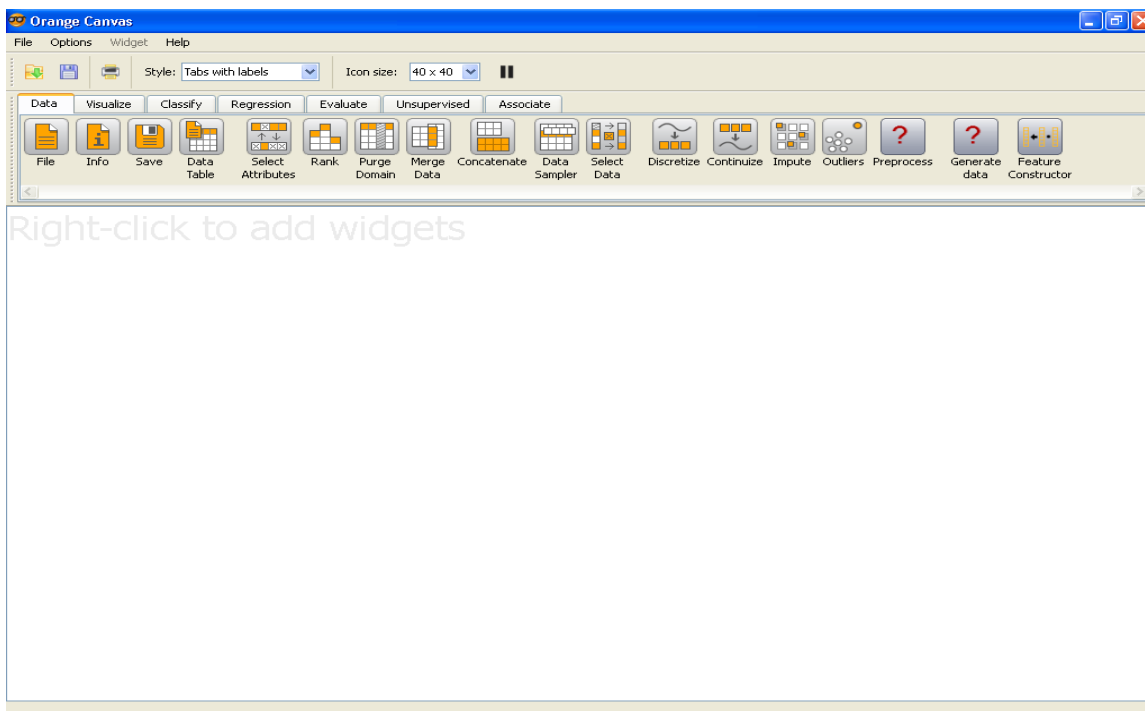 Orange Canvas
File Options Widget Help
Style: Tabs with labels Icon size: 40 x 40
Data Visualize Classify Regression Evaluate Unsupervised Associate
File Info Save Data Table Select Attributes Rank Purge Domain Merge Data Concatenate Data Sampler Select Data Discretize Continuize Impute Outliers Preprocess Generate data Feature Constructor
Right-click to add widgets